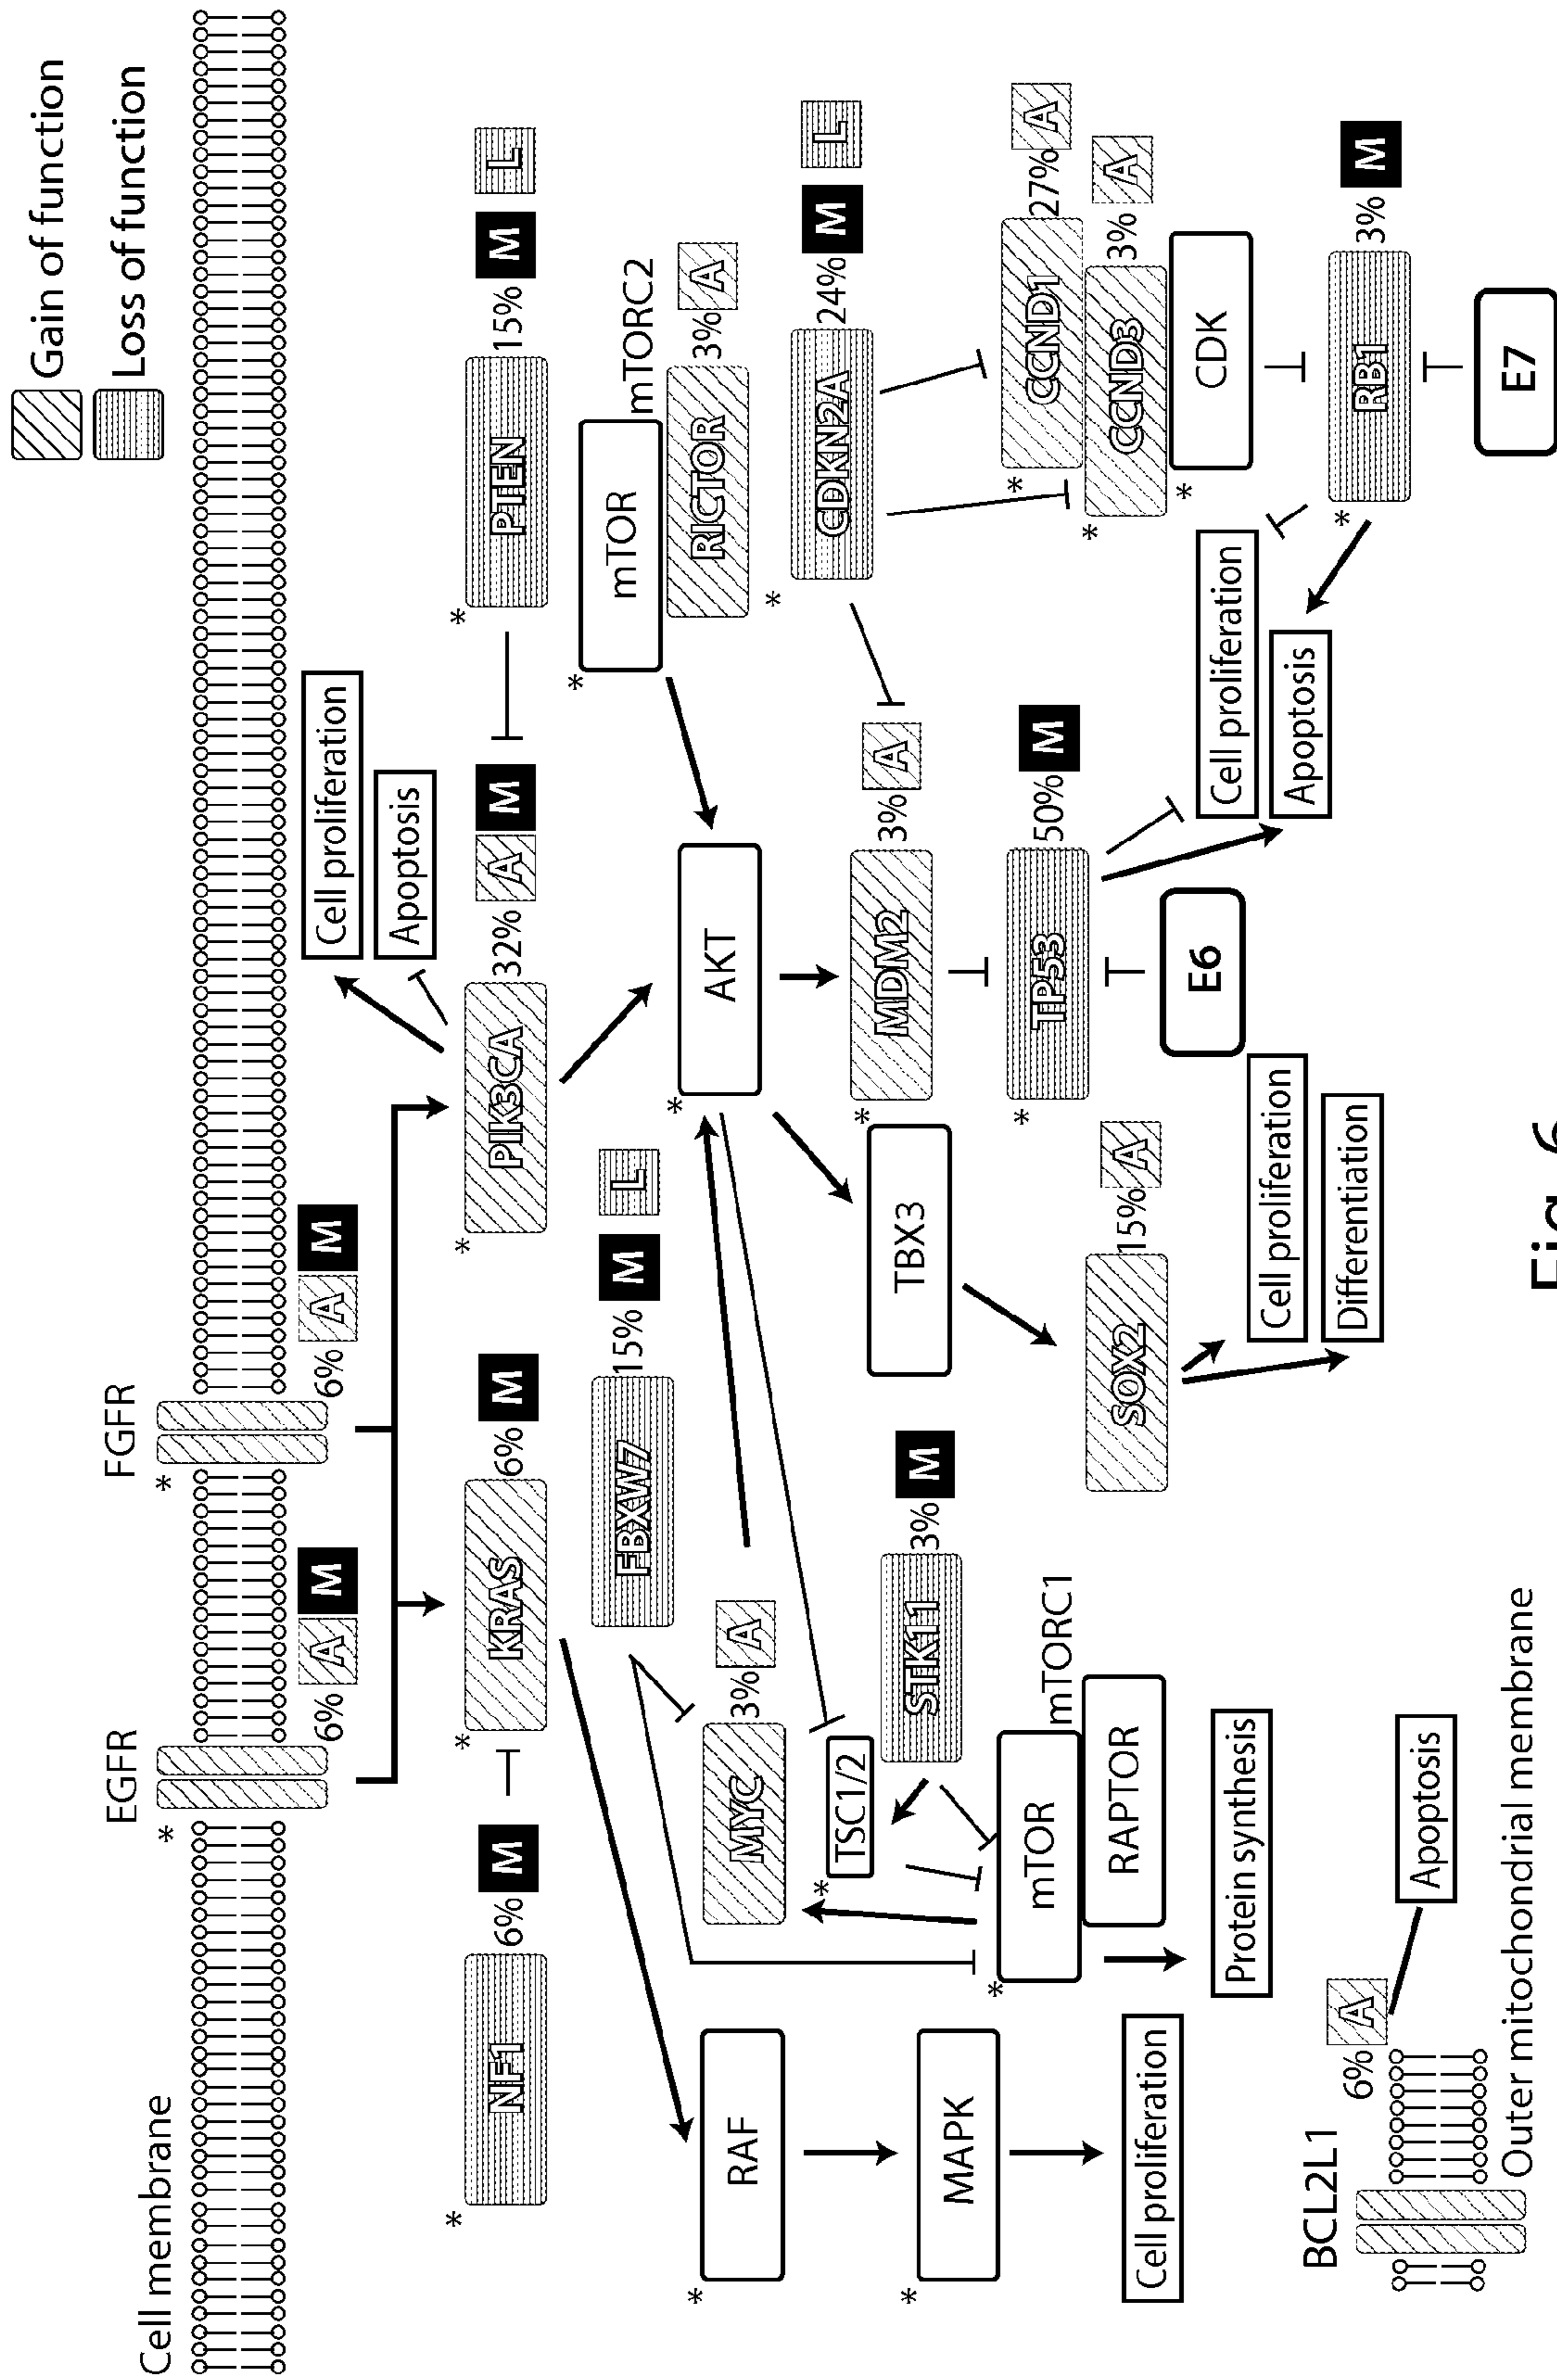 Gain of function
Loss of function
Cell membrane
EGFR
*
6% A M
FGFR
*
6% A M
Cell proliferation
Apoptosis
NF1
*
6% M
KRAS
*
6% M
PIK3CA
*
32% A M
PTEN
*
15% M L
FBXW7
15% M L
mTOR
*
mTORC2
RICTOR
3% A
RAF
*
MYC
3% A
AKT
*
CDKN2A
*
24% M L
TSC1/2
*
STK11
3% M
TBX3
MDM2
*
3% A
MAPK
*
mTOR
*
mTORC1
RAPTOR
TP53
*
50% M
CCND1
*
27% A
CCND3
*
3% A
CDK
*
SOX2
15% A
E6
Cell proliferation
Apoptosis
Cell proliferation
Protein synthesis
Cell proliferation
Differentiation
RB1
*
3% M
E7
BCL2L1
6% A
Apoptosis
Outer mitochondrial membrane
Fig. 6